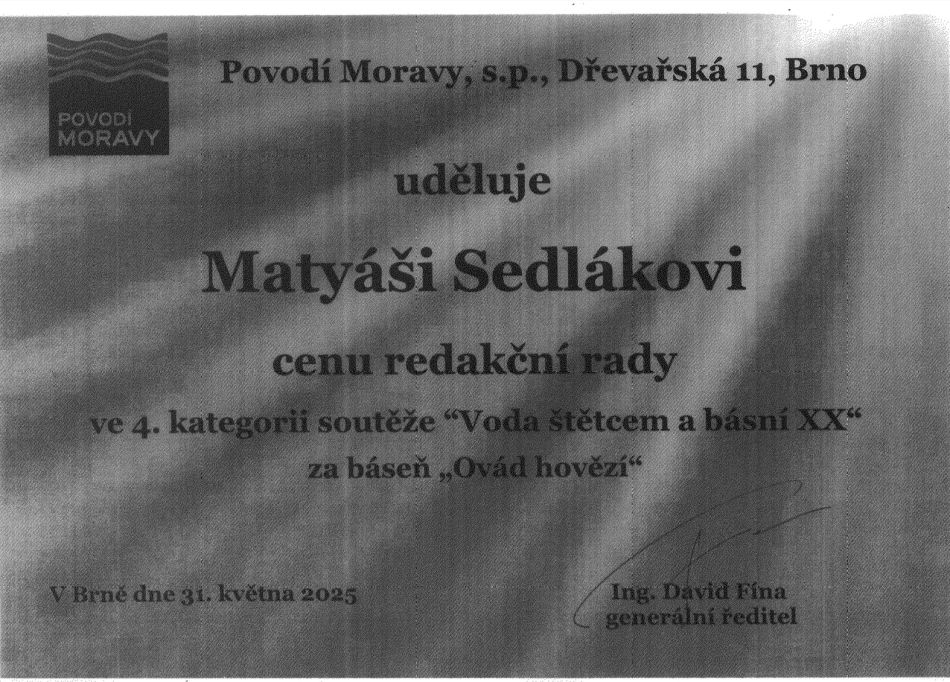 POVODÍ
MORAVY
Povodí Moravy, s.p., Dřevařská 11, Brno
uděluje
Matyáši Sedlákovi
cenu redakční rady
ve 4. kategorii soutěže “Voda štětcem a básní XX“
za báseň „Ovád hovězí“
V Brně dne 31. května 2025
Ing. David Fína
generální ředitel